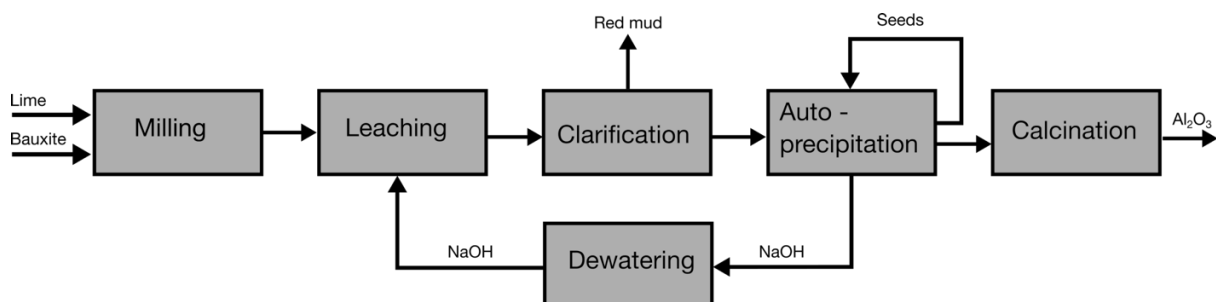 Red mud
Seeds
Lime
Bauxite
Milling
Leaching
Clarification
Auto -
precipitation
Calcination
Al₂O₃
NaOH
Dewatering
NaOH